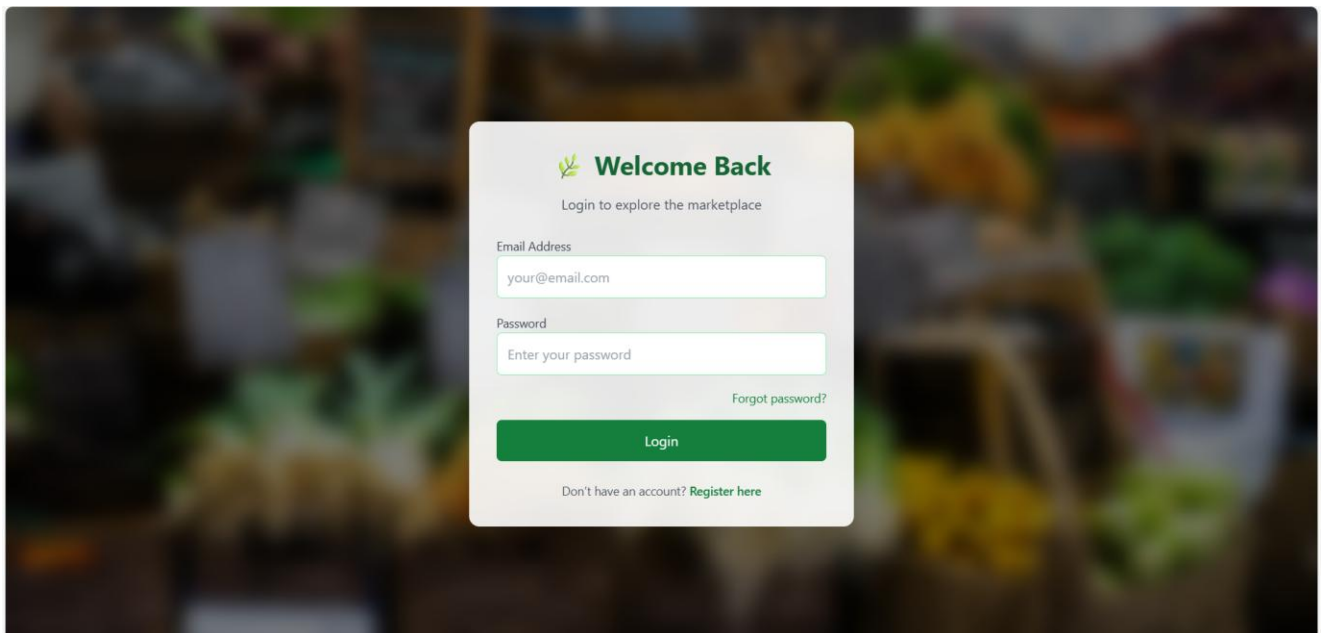 Welcome Back
Login to explore the marketplace
Email Address
your@email.com
Password
Enter your password
Forgot password?
Login
Don't have an account? Register here